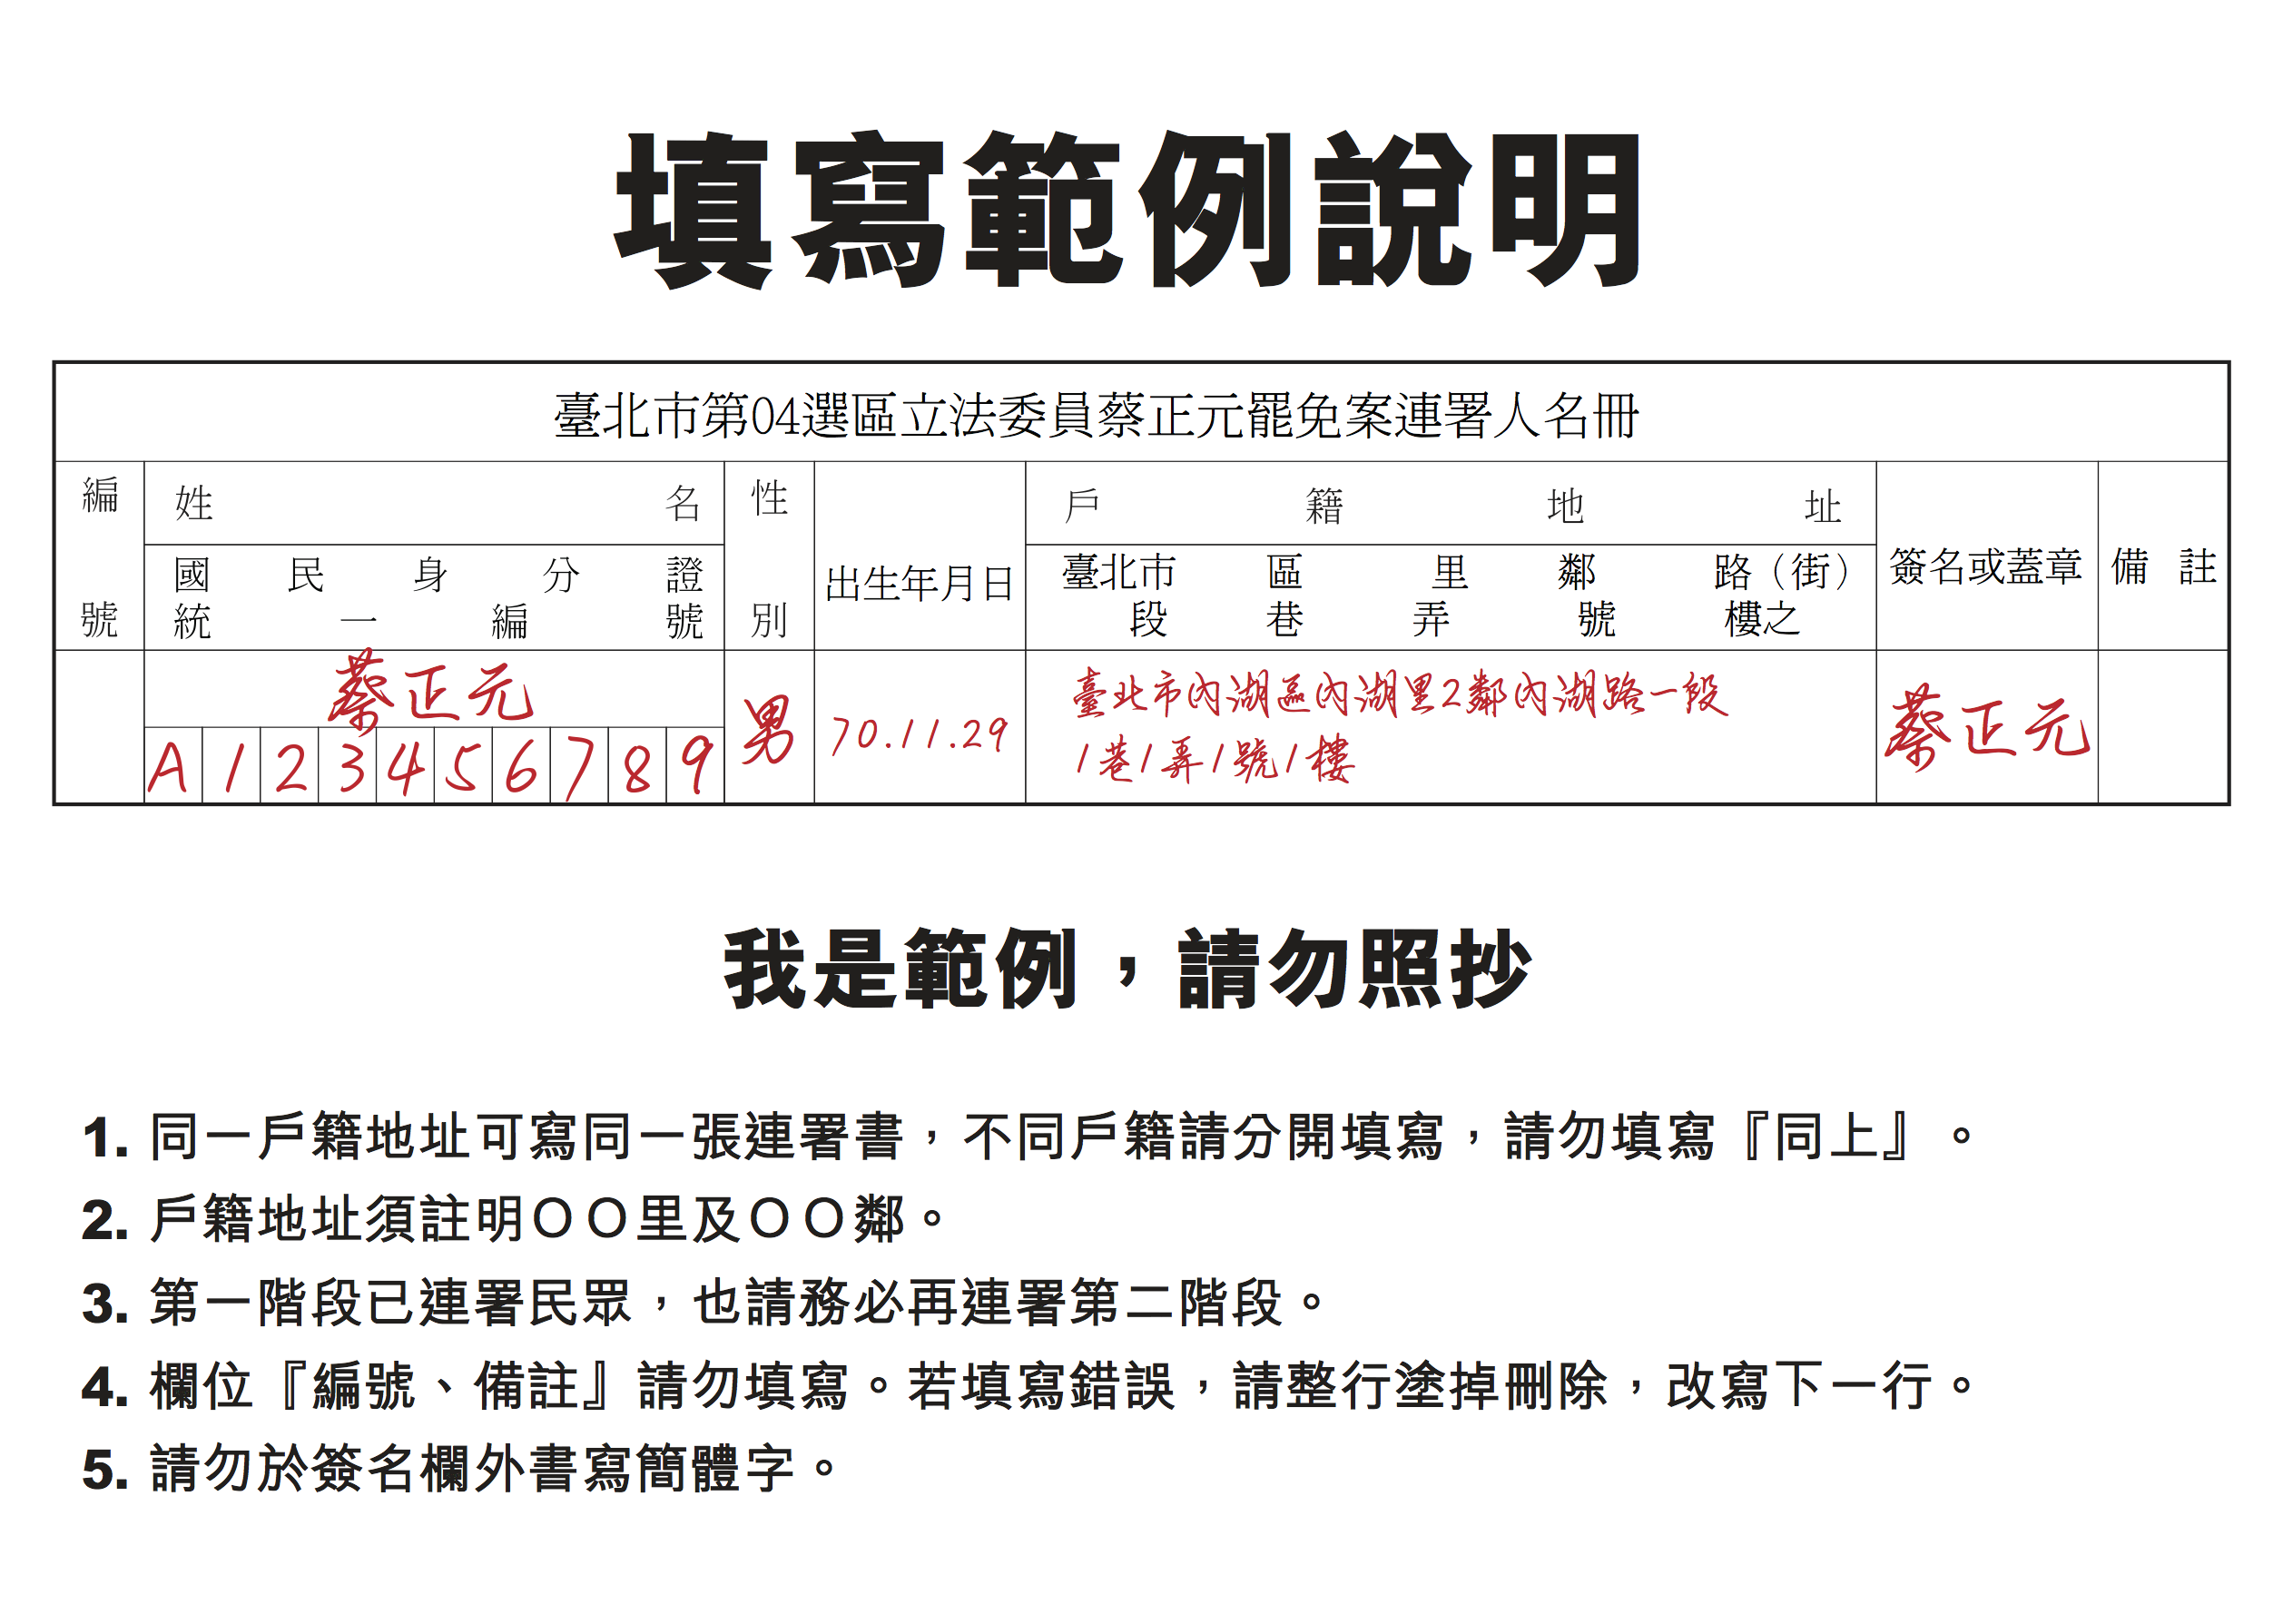 填寫範例說明
臺北市第04選區立法委員蔡正元罷免案連署人名冊
編號
姓名
國民身分證
統一編號
性別
出生年月日
戶籍地址
臺北市 區 里 鄰 路（街）
段 巷 弄 號 樓之
簽名或蓋章
備註
蔡正元
A123456789
男
70.11.29
臺北市內湖區內湖里2鄰內湖路一段
1巷1弄1號1樓
蔡正元
我是範例，請勿照抄
1. 同一戶籍地址可寫同一張連署書，不同戶籍請分開填寫，請勿填寫『同上』。
2. 戶籍地址須註明ＯＯ里及ＯＯ鄰。
3. 第一階段已連署民眾，也請務必再連署第二階段。
4. 欄位『編號、備註』請勿填寫。若填寫錯誤，請整行塗掉刪除，改寫下一行。
5. 請勿於簽名欄外書寫簡體字。